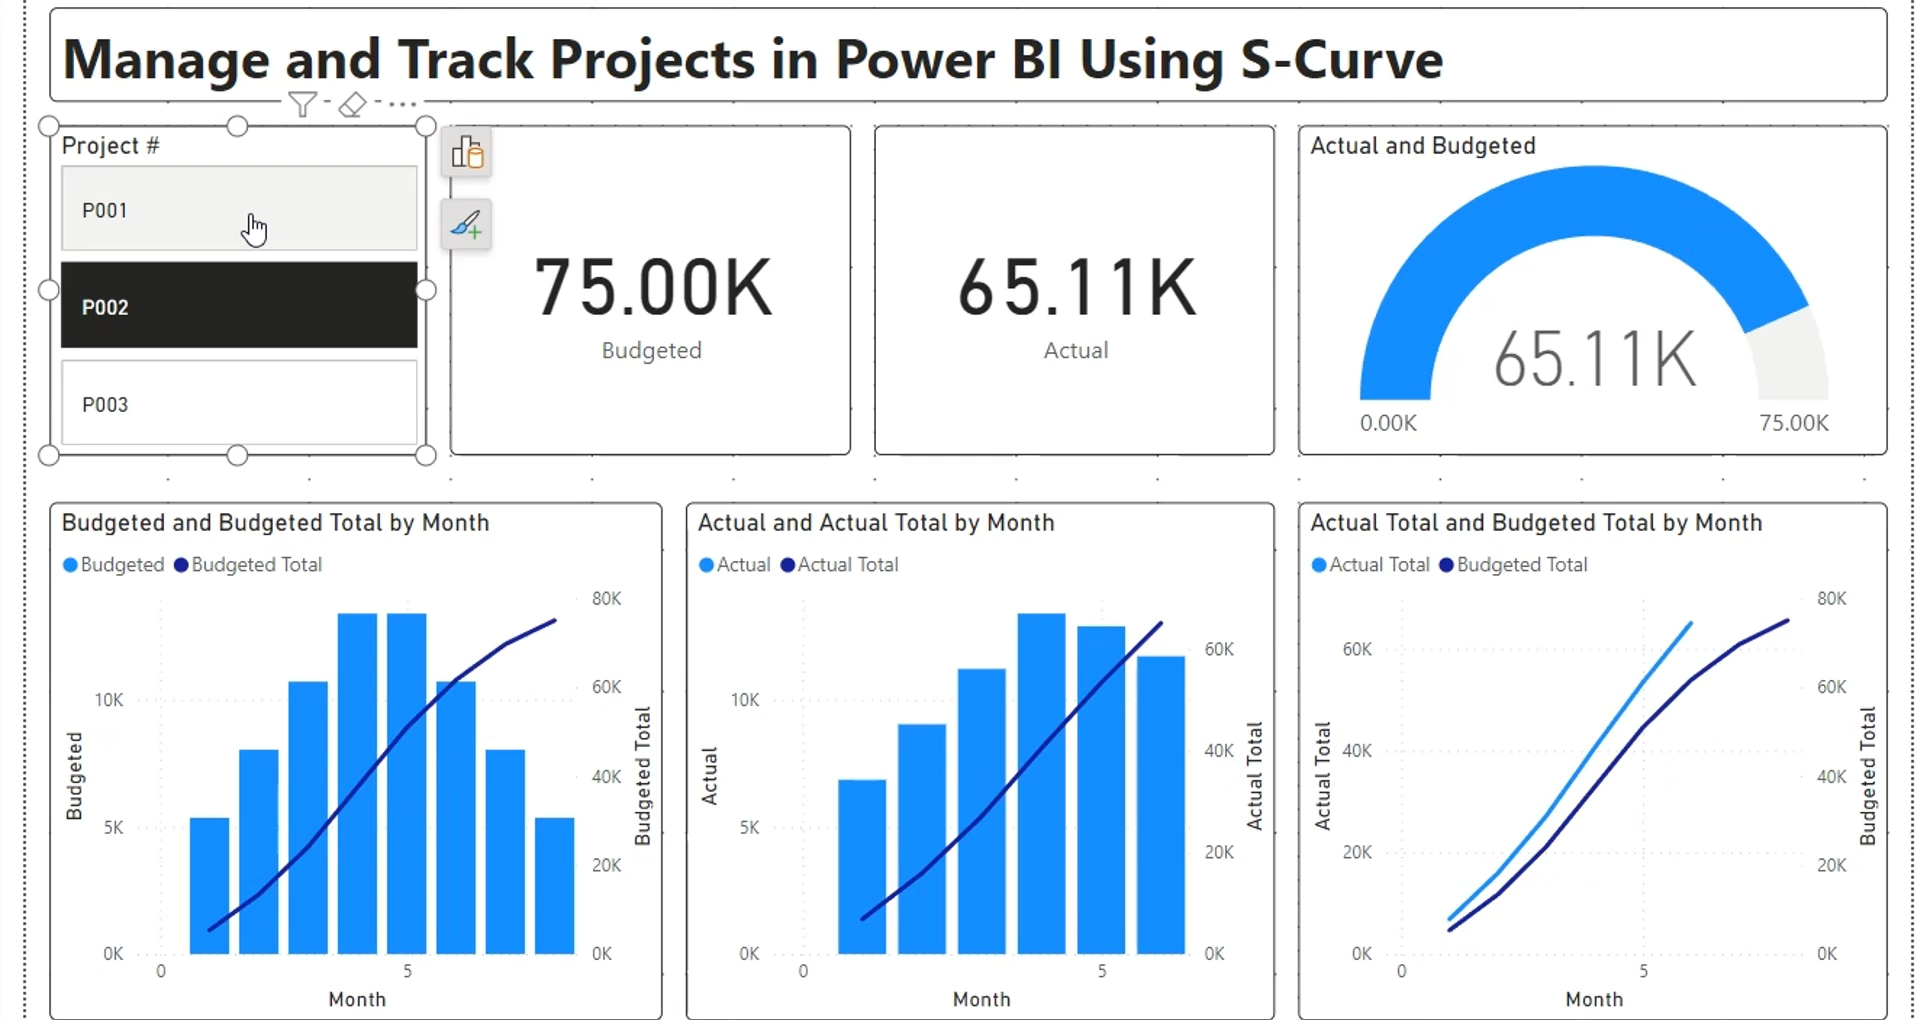 Manage and Track Projects in Power BI Using S-Curve
Project #
P001
P002
P003
75.00K
Budgeted
65.11K
Actual
Actual and Budgeted
65.11K
0.00K
75.00K
Budgeted and Budgeted Total by Month
Budgeted
Budgeted Total
10K
5K
0K
80K
60K
40K
20K
0K
0
5
Budgeted
Budgeted Total
Month
Actual and Actual Total by Month
Actual
Actual Total
10K
5K
0K
60K
40K
20K
0K
0
5
Actual
Actual Total
Month
Actual Total and Budgeted Total by Month
Actual Total
Budgeted Total
60K
40K
20K
0K
80K
60K
40K
20K
0K
0
5
Actual Total
Budgeted Total
Month